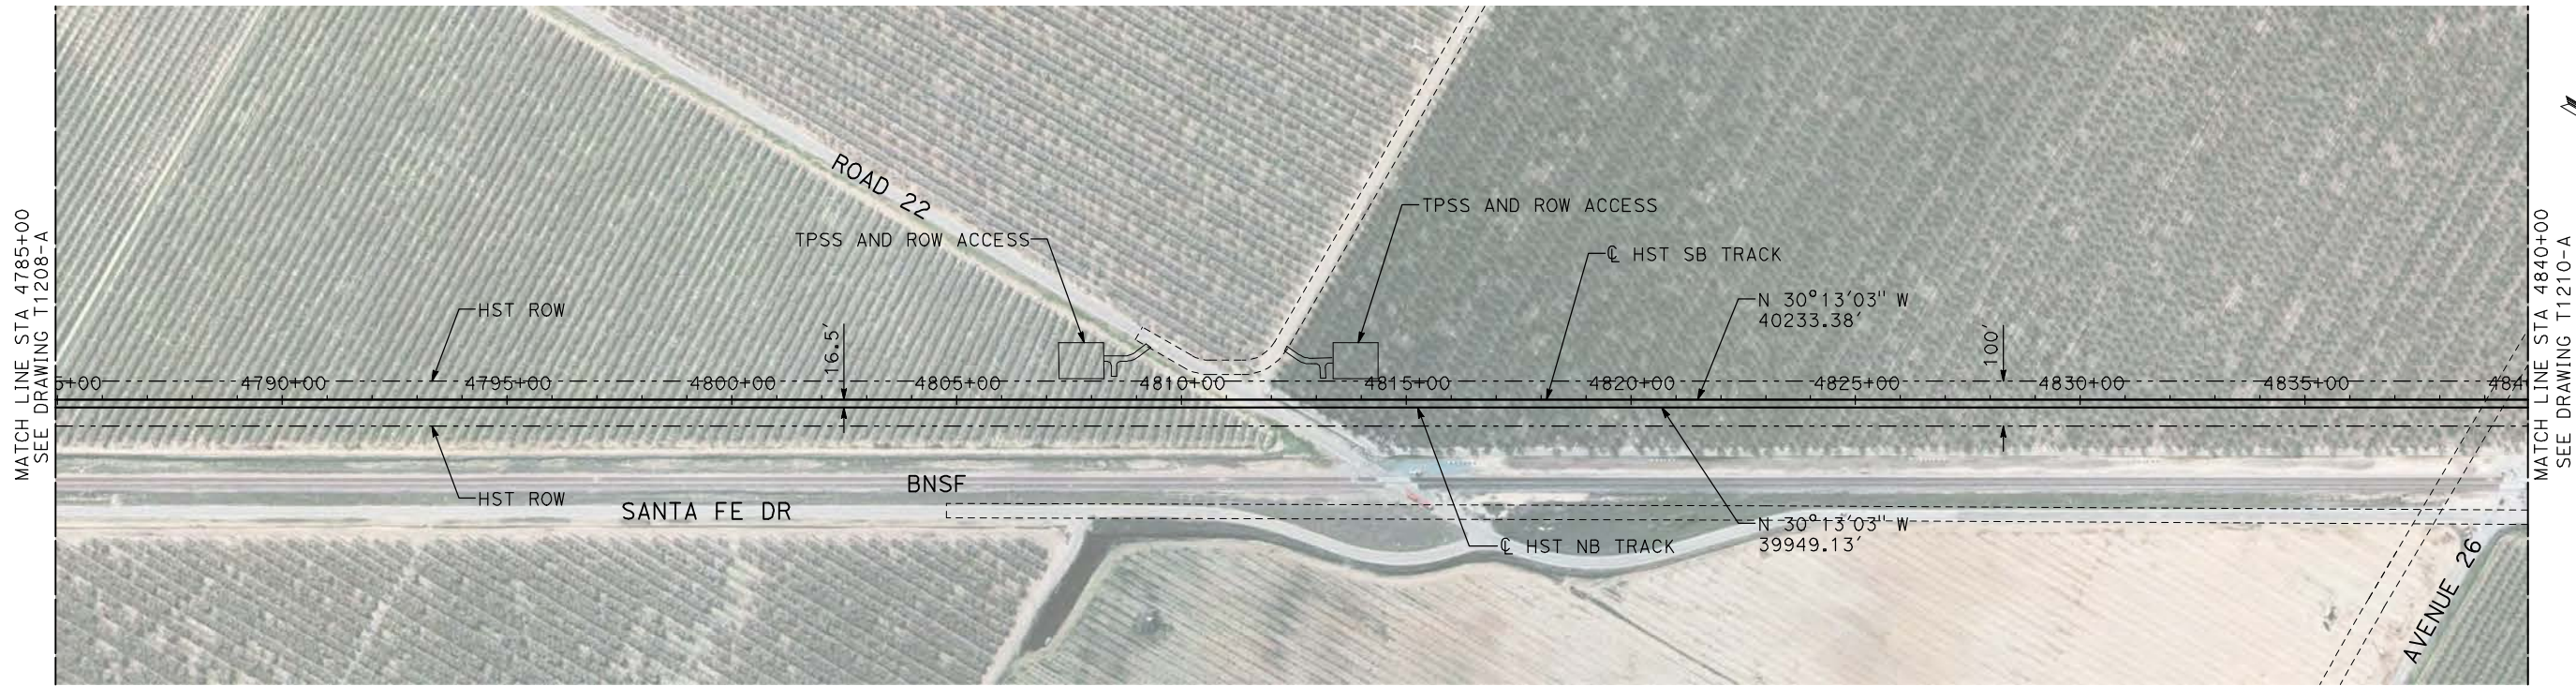 MATCH LINE STA 4785+00
SEE DRAWING T1208-A
ROAD 22
TPSS AND ROW ACCESS
TPSS AND ROW ACCESS
℄ HST SB TRACK
HST ROW
N 30°13'03" W
40233.38'
16.5'
100'
5+00
4790+00
4795+00
4800+00
4805+00
4810+00
4815+00
4820+00
4825+00
4830+00
4835+00
484
HST ROW
BNSF
SANTA FE DR
℄ HST NB TRACK
N 30°13'03" W
39949.13'
AVENUE 26
MATCH LINE STA 4840+00
SEE DRAWING T1210-A